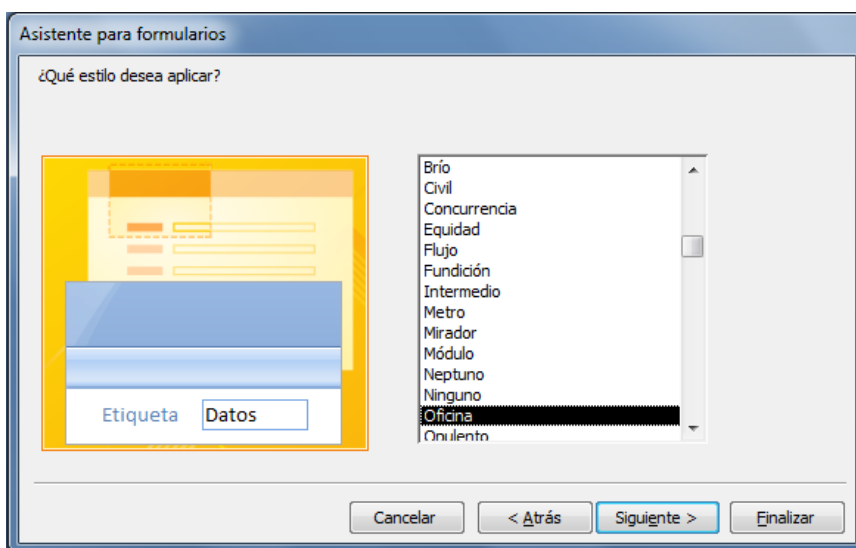 Asistente para formularios
¿Qué estilo desea aplicar?
Etiqueta Datos
Brío
Civil
Concurrencia
Equidad
Flujo
Fundición
Intermedio
Metro
Mirador
Módulo
Neptuno
Ninguno
Oficina
Opulento
Cancelar
< Atrás
Siguiente >
Finalizar